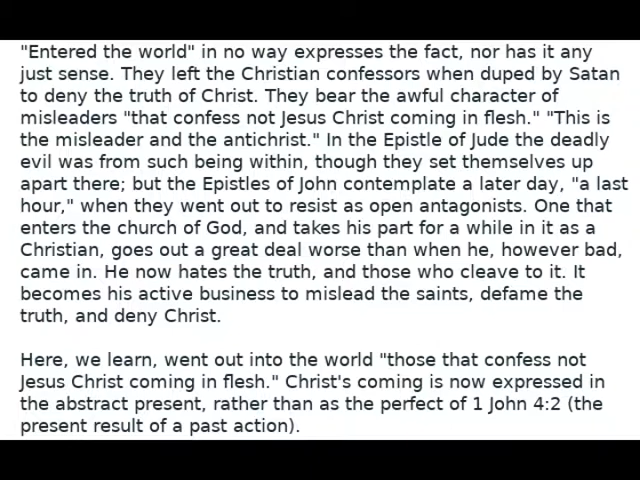 "Entered the world" in no way expresses the fact, nor has it any
just sense. They left the Christian confessors when duped by Satan
to deny the truth of Christ. They bear the awful character of
misleaders "that confess not Jesus Christ coming in flesh." "This is
the misleader and the antichrist." In the Epistle of Jude the deadly
evil was from such being within, though they set themselves up
apart there; but the Epistles of John contemplate a later day, "a last
hour," when they went out to resist as open antagonists. One that
enters the church of God, and takes his part for a while in it as a
Christian, goes out a great deal worse than when he, however bad,
came in. He now hates the truth, and those who cleave to it. It
becomes his active business to mislead the saints, defame the
truth, and deny Christ.
Here, we learn, went out into the world "those that confess not
Jesus Christ coming in flesh." Christ's coming is now expressed in
the abstract present, rather than as the perfect of 1 John 4:2 (the
present result of a past action).